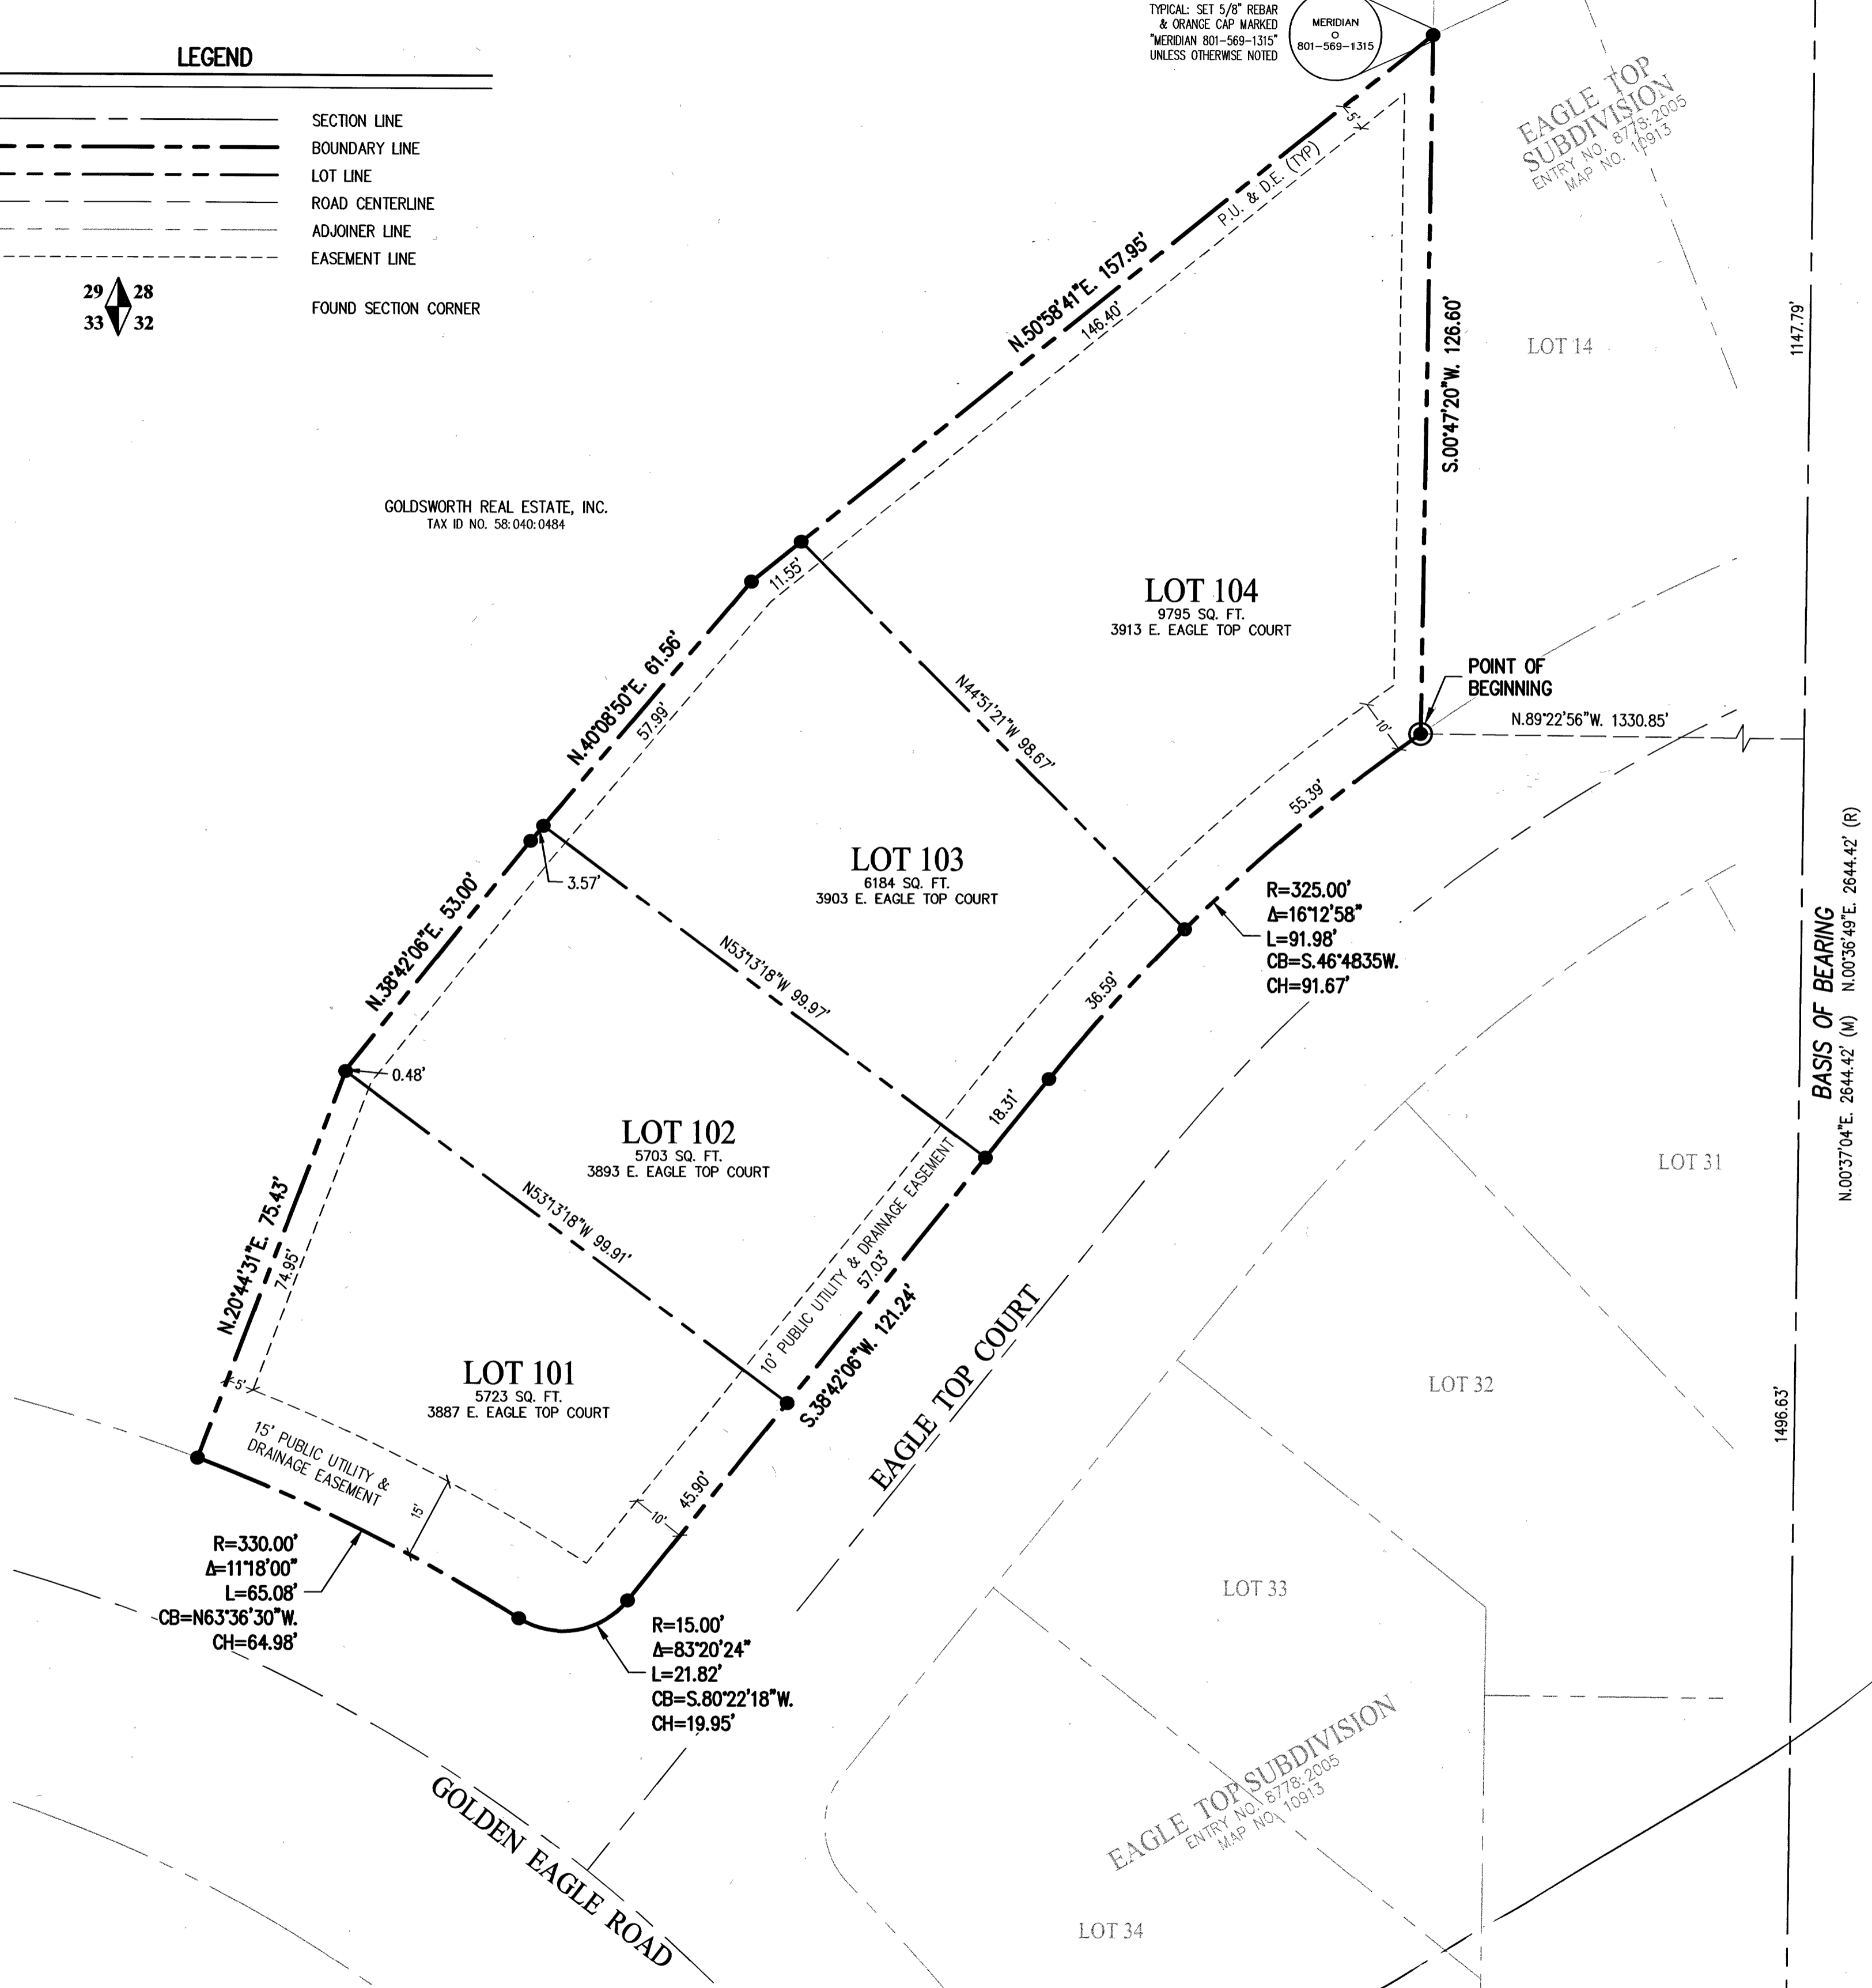 LEGEND
SECTION LINE
BOUNDARY LINE
LOT LINE
ROAD CENTERLINE
ADJOINER LINE
EASEMENT LINE
29 28
33 32
FOUND SECTION CORNER
TYPICAL: SET 5/8" REBAR
& ORANGE CAP MARKED
"MERIDIAN 801-569-1315"
UNLESS OTHERWISE NOTED
MERIDIAN
801-569-1315
EAGLE TOP
SUBDIVISION
ENTRY NO. 8778:2005
MAP NO. 10913
5'
P.U. & D.E. (TYP)
N.50°58'41"E. 157.95'
146.40'
S.00°47'20"W. 126.60'
LOT 14
1147.79'
GOLDSWORTH REAL ESTATE, INC.
TAX ID NO. 58:040:0484
11.55'
LOT 104
9795 SQ. FT.
3913 E. EAGLE TOP COURT
N.40°08'50"E. 61.56'
57.99'
N44°51'21"W 98.67'
POINT OF
BEGINNING
N.89°22'56"W. 1330.85'
10'
55.39'
3.57'
LOT 103
6184 SQ. FT.
3903 E. EAGLE TOP COURT
R=325.00'
Δ=16°12'58"
L=91.98'
CB=S.46°4835W.
CH=91.67'
N.38°42'06"E. 53.00'
N53°13'18"W 99.97'
36.59'
BASIS OF BEARING
N.00°37'04"E. 2644.42' (M) N.00°36'49"E. 2644.42' (R)
0.48'
18.31'
LOT 102
5703 SQ. FT.
3893 E. EAGLE TOP COURT
LOT 31
N.20°44'31"E. 75.43'
74.95'
N53°13'18"W 99.91'
10' PUBLIC UTILITY & DRAINAGE EASEMENT
57.03'
S.38°42'06"W. 121.24'
EAGLE TOP COURT
LOT 101
5723 SQ. FT.
3887 E. EAGLE TOP COURT
5'
LOT 32
1496.63'
15' PUBLIC UTILITY &
DRAINAGE EASEMENT
15'
45.90'
10'
R=330.00'
Δ=11°18'00"
L=65.08'
CB=N63°36'30"W.
CH=64.98'
LOT 33
R=15.00'
Δ=83°20'24"
L=21.82'
CB=S.80°22'18"W.
CH=19.95'
EAGLE TOP SUBDIVISION
ENTRY NO. 8778:2005
MAP NO. 10913
GOLDEN EAGLE ROAD
LOT 34